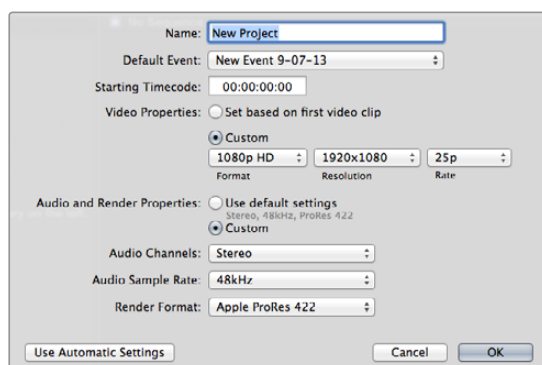 No Sequence
Name: New Project
Default Event: New Event 9-07-13
Starting Timecode: 00:00:00:00
Video Properties: Set based on first video clip
Custom
1080p HD 1920x1080 25p
Format Resolution Rate
Audio and Render Properties: Use default settings
Stereo, 48kHz, ProRes 422
Custom
Audio Channels: Stereo
Audio Sample Rate: 48kHz
Render Format: Apple ProRes 422
Use Automatic Settings Cancel OK